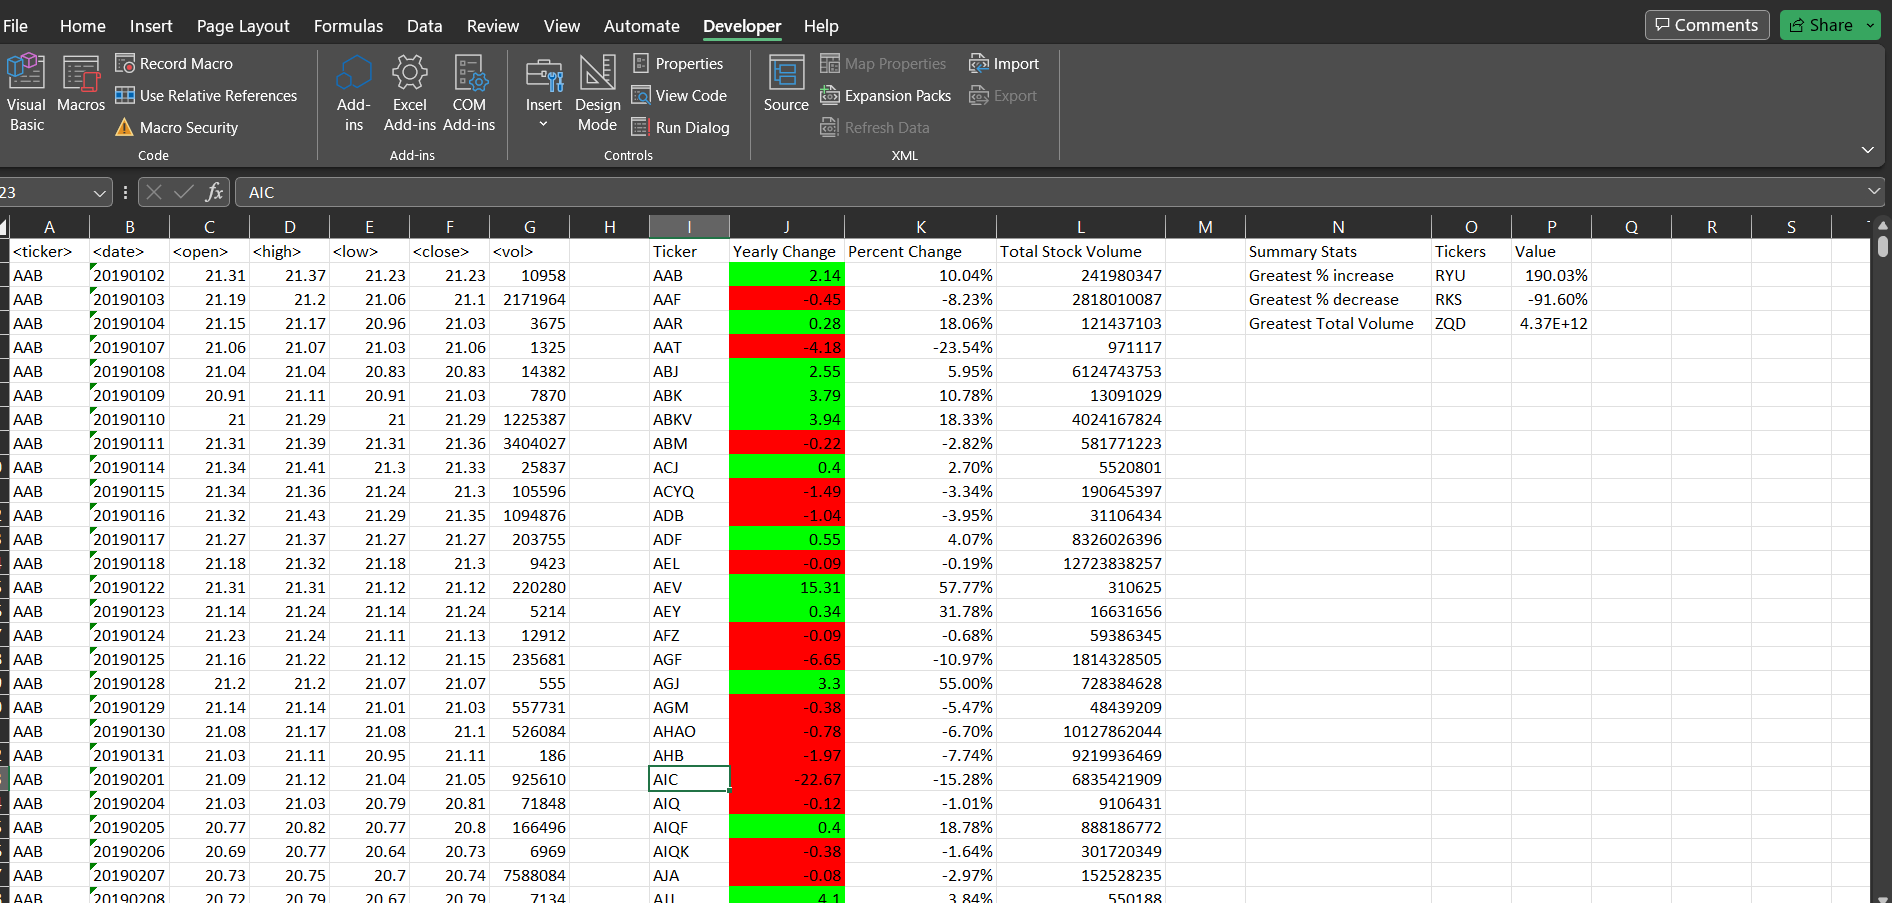 File Home Insert Page Layout Formulas Data Review View Automate Developer Help Comments Share
Visual Basic
Macros
Record Macro
Use Relative References
Macro Security
Code
Add-ins
Excel Add-ins
COM Add-ins
Add-ins
Insert
Design Mode
Properties
View Code
Run Dialog
Controls
Source
Map Properties
Expansion Packs
Refresh Data
Import
Export
XML
23 fx AIC
A B C D E F G H I J K L M N O P Q R S
<ticker> <date> <open> <high> <low> <close> <vol> Ticker Yearly Change Percent Change Total Stock Volume Summary Stats Tickers Value
AAB 20190102 21.31 21.37 21.23 21.23 10958 AAB 2.14 10.04% 241980347 Greatest % increase RYU 190.03%
AAB 20190103 21.19 21.2 21.06 21.1 2171964 AAF -0.45 -8.23% 2818010087 Greatest % decrease RKS -91.60%
AAB 20190104 21.15 21.17 20.96 21.03 3675 AAR 0.28 18.06% 121437103 Greatest Total Volume ZQD 4.37E+12
AAB 20190107 21.06 21.07 21.03 21.06 1325 AAT -4.18 -23.54% 971117
AAB 20190108 21.04 21.04 20.83 20.83 14382 ABJ 2.55 5.95% 6124743753
AAB 20190109 20.91 21.11 20.91 21.03 7870 ABK 3.79 10.78% 13091029
AAB 20190110 21 21.29 21 21.29 1225387 ABKV 3.94 18.33% 4024167824
AAB 20190111 21.31 21.39 21.31 21.36 3404027 ABM -0.22 -2.82% 581771223
AAB 20190114 21.34 21.41 21.3 21.33 25837 ACJ 0.4 2.70% 5520801
AAB 20190115 21.34 21.36 21.24 21.3 105596 ACYQ -1.49 -3.34% 190645397
AAB 20190116 21.32 21.43 21.29 21.35 1094876 ADB -1.04 -3.95% 31106434
AAB 20190117 21.27 21.37 21.27 21.27 203755 ADF 0.55 4.07% 8326026396
AAB 20190118 21.18 21.32 21.18 21.3 9423 AEL -0.09 -0.19% 12723838257
AAB 20190122 21.31 21.31 21.12 21.12 220280 AEV 15.31 57.77% 310625
AAB 20190123 21.14 21.24 21.14 21.24 5214 AEY 0.34 31.78% 16631656
AAB 20190124 21.23 21.24 21.11 21.13 12912 AFZ -0.09 -0.68% 59386345
AAB 20190125 21.16 21.22 21.12 21.15 235681 AGF -6.65 -10.97% 1814328505
AAB 20190128 21.2 21.2 21.07 21.07 555 AGJ 3.3 55.00% 728384628
AAB 20190129 21.14 21.14 21.01 21.03 557731 AGM -0.38 -5.47% 48439209
AAB 20190130 21.08 21.17 21.08 21.1 526084 AHAO -0.78 -6.70% 10127862044
AAB 20190131 21.03 21.11 20.95 21.11 186 AHB -1.97 -7.74% 9219936469
AAB 20190201 21.09 21.12 21.04 21.05 925610 AIC -22.67 -15.28% 6835421909
AAB 20190204 21.03 21.03 20.79 20.81 71848 AIQ -0.12 -1.01% 9106431
AAB 20190205 20.77 20.82 20.77 20.8 166496 AIQF 0.4 18.78% 888186772
AAB 20190206 20.69 20.77 20.64 20.73 6969 AIQK -0.38 -1.64% 301720349
AAB 20190207 20.73 20.75 20.7 20.74 7588084 AJA -0.08 -2.97% 152528235
AAB 20190208 20.72 20.79 20.67 20.79 7134 4.1 3.84% 550188